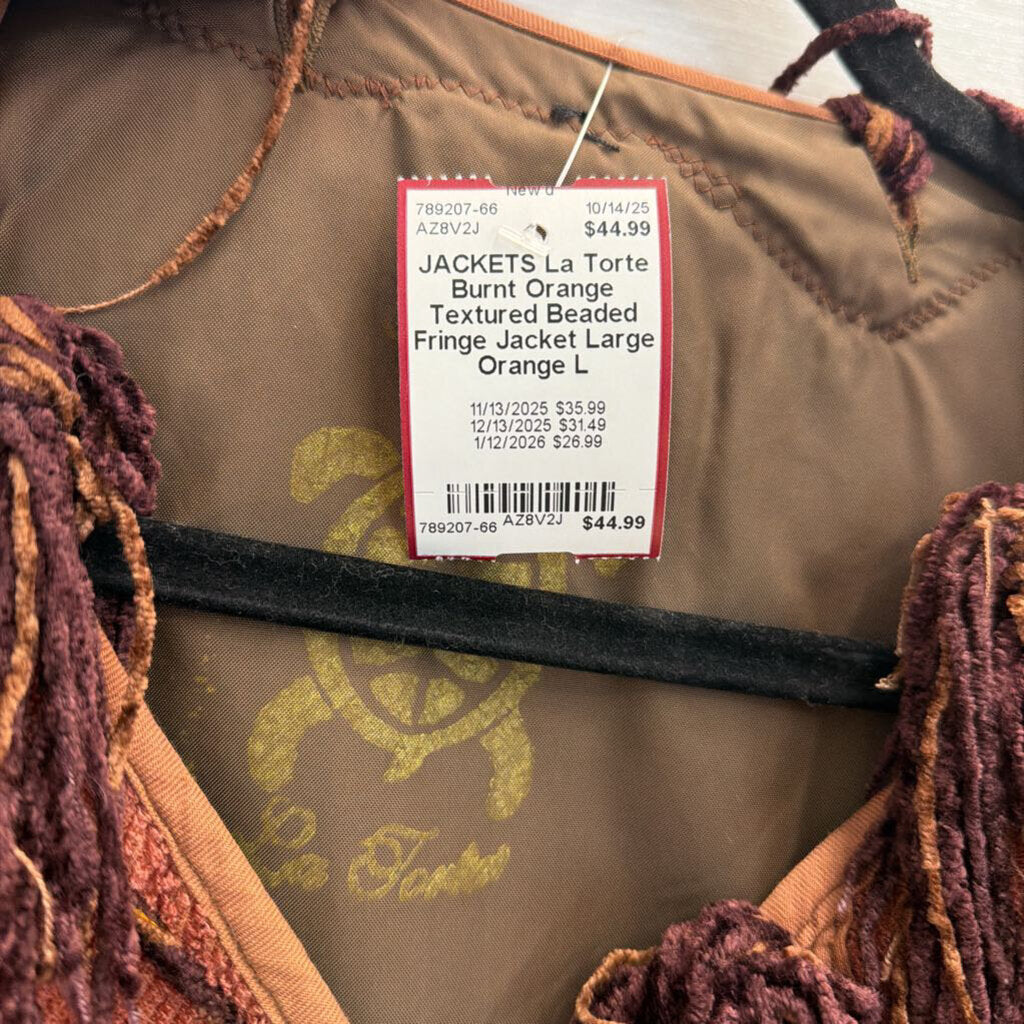 New d
789207-66 10/14/25
AZ8V2J $44.99
JACKETS La Torte
Burnt Orange
Textured Beaded
Fringe Jacket Large
Orange L
11/13/2025 $35.99
12/13/2025 $31.49
1/12/2026 $26.99
789207-66 AZ8V2J $44.99
La Tortu